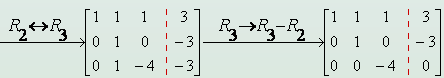 R₂↔R₃ [1 1 1 ¦ 3; 0 1 0 ¦ -3; 0 1 -4 ¦ -3] R₃→R₃-R₂ [1 1 1 ¦ 3; 0 1 0 ¦ -3; 0 0 -4 ¦ 0]